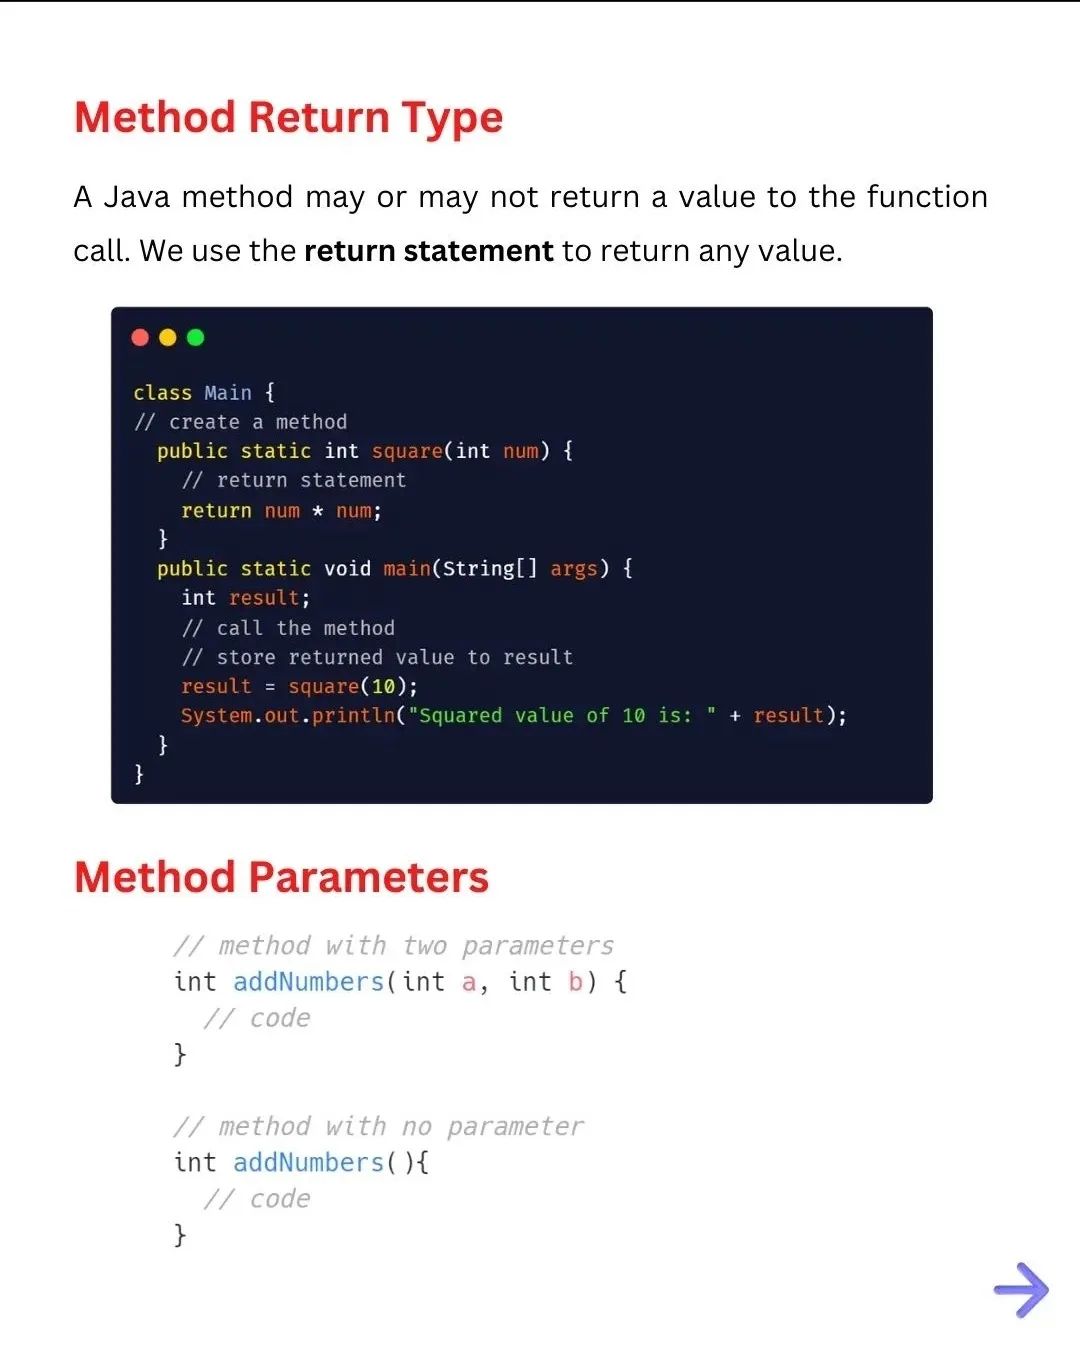 Method Return Type
A Java method may or may not return a value to the function
call. We use the return statement to return any value.
class Main {
// create a method
  public static int square(int num) {
    // return statement
    return num * num;
  }
  public static void main(String[] args) {
    int result;
    // call the method
    // store returned value to result
    result = square(10);
    System.out.println("Squared value of 10 is: " + result);
  }
}
Method Parameters
// method with two parameters
int addNumbers(int a, int b) {
  // code
}
// method with no parameter
int addNumbers(){
  // code
}